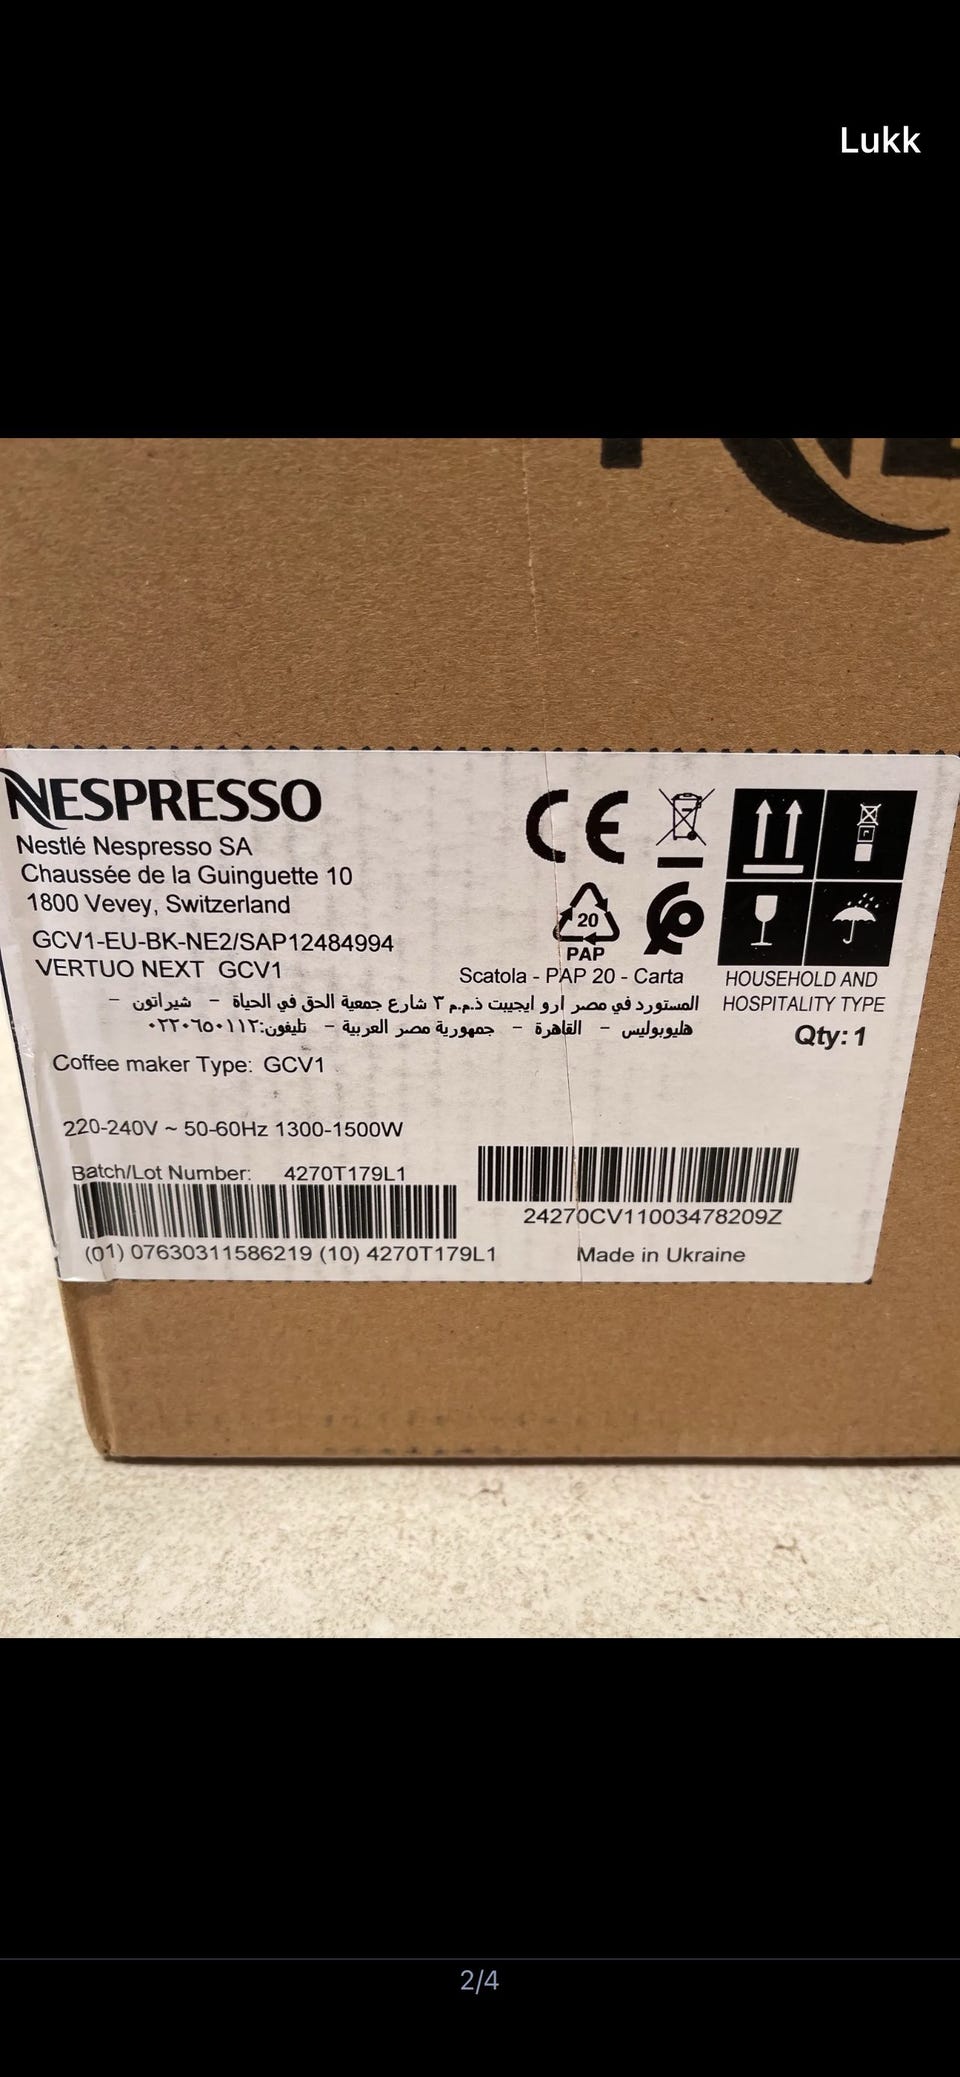 Lukk
NESPRESSO
Nestlé Nespresso SA
Chaussée de la Guinguette 10
1800 Vevey, Switzerland
GCV1-EU-BK-NE2/SAP12484994
VERTUO NEXT GCV1
20
PAP
Scatola - PAP 20 - Carta
HOUSEHOLD AND
HOSPITALITY TYPE
Qty: 1
المستورد في مصر ارو ايجيبت ذ.م.م ٣ شارع جمعية الحق في الحياة – شيراتون –
هليوبوليس – القاهرة – جمهورية مصر العربية – تليفون:٠٢٢٠٦٥٠١١٢
Coffee maker Type: GCV1
220-240V ~ 50-60Hz 1300-1500W
Batch/Lot Number: 4270T179L1
(01) 07630311586219 (10) 4270T179L1
24270CV11003478209Z
Made in Ukraine
2/4